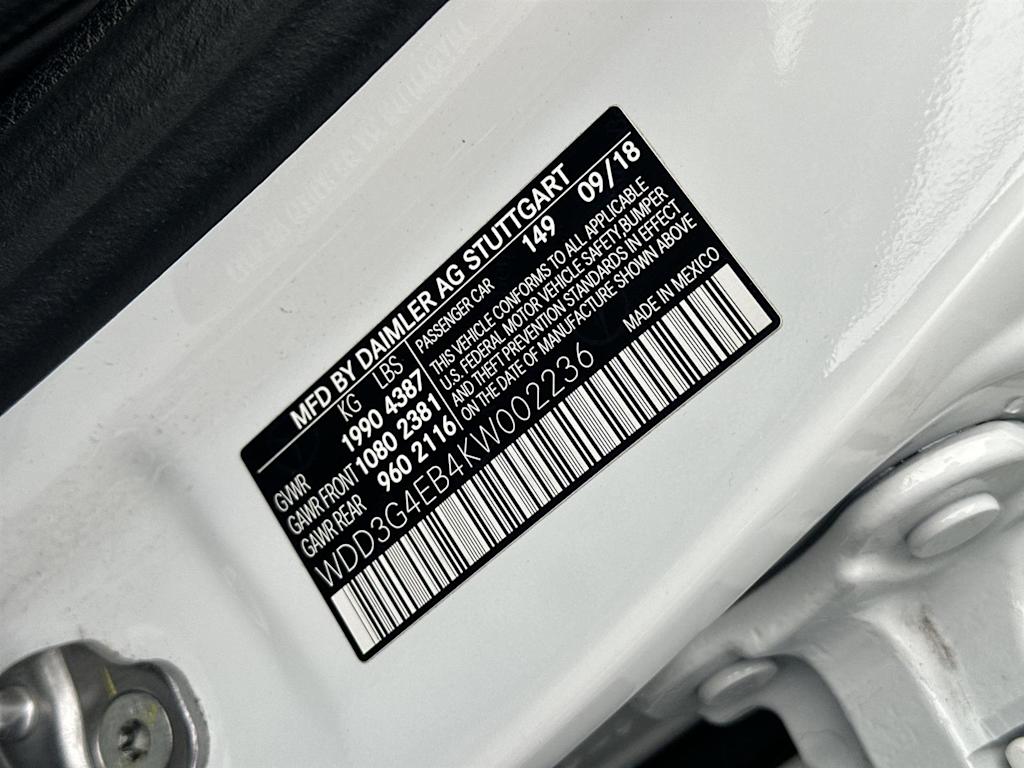 MFD BY DAIMLER AG STUTTGART
KG LBS
GVWR 1990 4387
GAWR FRONT 1080 2381
GAWR REAR 960 2116
PASSENGER CAR 149 09/18
THIS VEHICLE CONFORMS TO ALL APPLICABLE
U.S. FEDERAL MOTOR VEHICLE SAFETY,BUMPER
AND THEFT PREVENTION STANDARDS IN EFFECT
ON THE DATE OF MANUFACTURE SHOWN ABOVE
MADE IN MEXICO
WDD3G4EB4KW002236